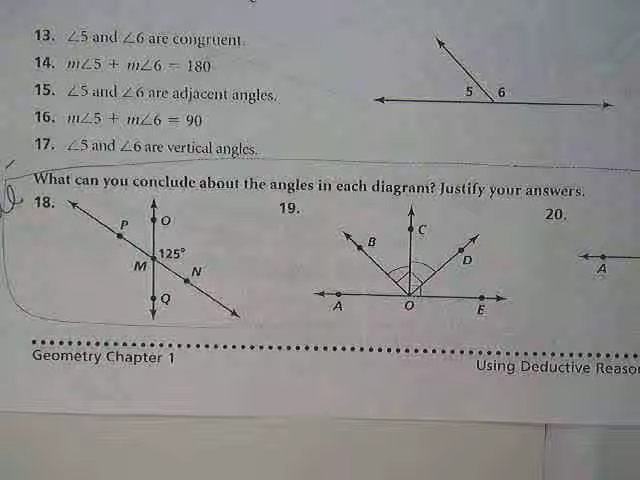 13. ∠5 and ∠6 are congruent.
14. m∠5 + m∠6 = 180
15. ∠5 and ∠6 are adjacent angles.
16. m∠5 + m∠6 = 90
17. ∠5 and ∠6 are vertical angles.
5 6
What can you conclude about the angles in each diagram? Justify your answers.
18. P O 125° M N Q
19. B C D A O E
20. A
Geometry Chapter 1
Using Deductive Reaso